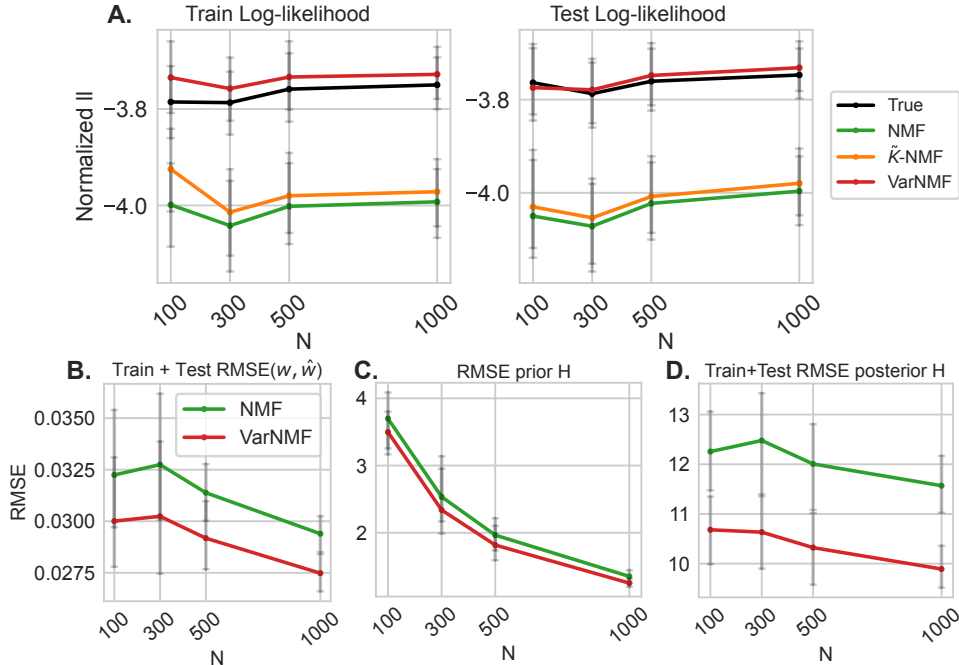 A.
Train Log-likelihood
Test Log-likelihood
Normalized ll
−3.8
−4.0
100
300
500
1000
N
−3.8
−4.0
100
300
500
1000
N
True
NMF
K̃-NMF
VarNMF
B.
Train + Test RMSE(w, ŵ)
RMSE
0.0350
0.0325
0.0300
0.0275
NMF
VarNMF
100
300
500
1000
N
C.
RMSE prior H
4
3
2
100
300
500
1000
N
D.
Train+Test RMSE posterior H
13
12
11
10
100
300
500
1000
N